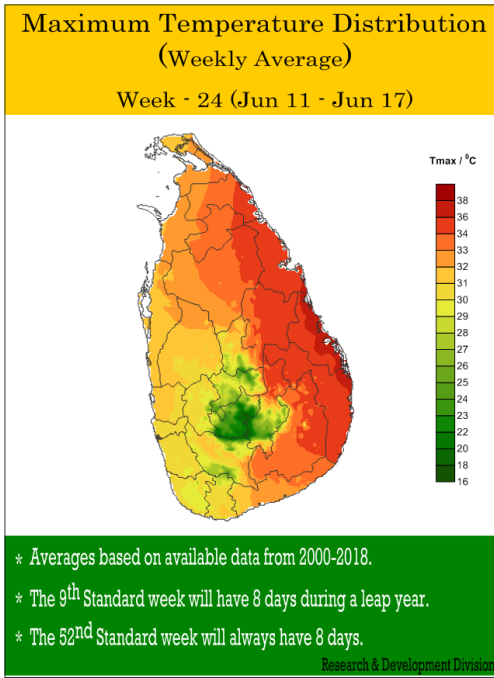 Maximum Temperature Distribution
(Weekly Average)
Week - 24 (Jun 11 - Jun 17)
Tmax / ⁰C
38
36
34
33
32
31
30
29
28
27
26
25
24
23
22
20
18
16
* Averages based on available data from 2000-2018.
* The 9th Standard week will have 8 days during a leap year.
* The 52nd Standard week will always have 8 days.
Research & Development Division